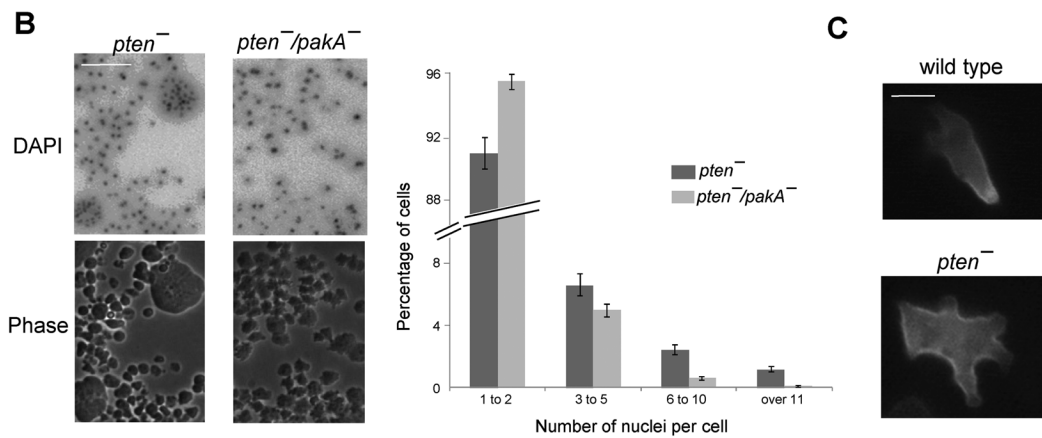 B
pten⁻
pten⁻/pakA⁻
DAPI
Phase
Percentage of cells
96
92
88
8
4
0
pten⁻
pten⁻/pakA⁻
1 to 2
3 to 5
6 to 10
over 11
Number of nuclei per cell
C
wild type
pten⁻